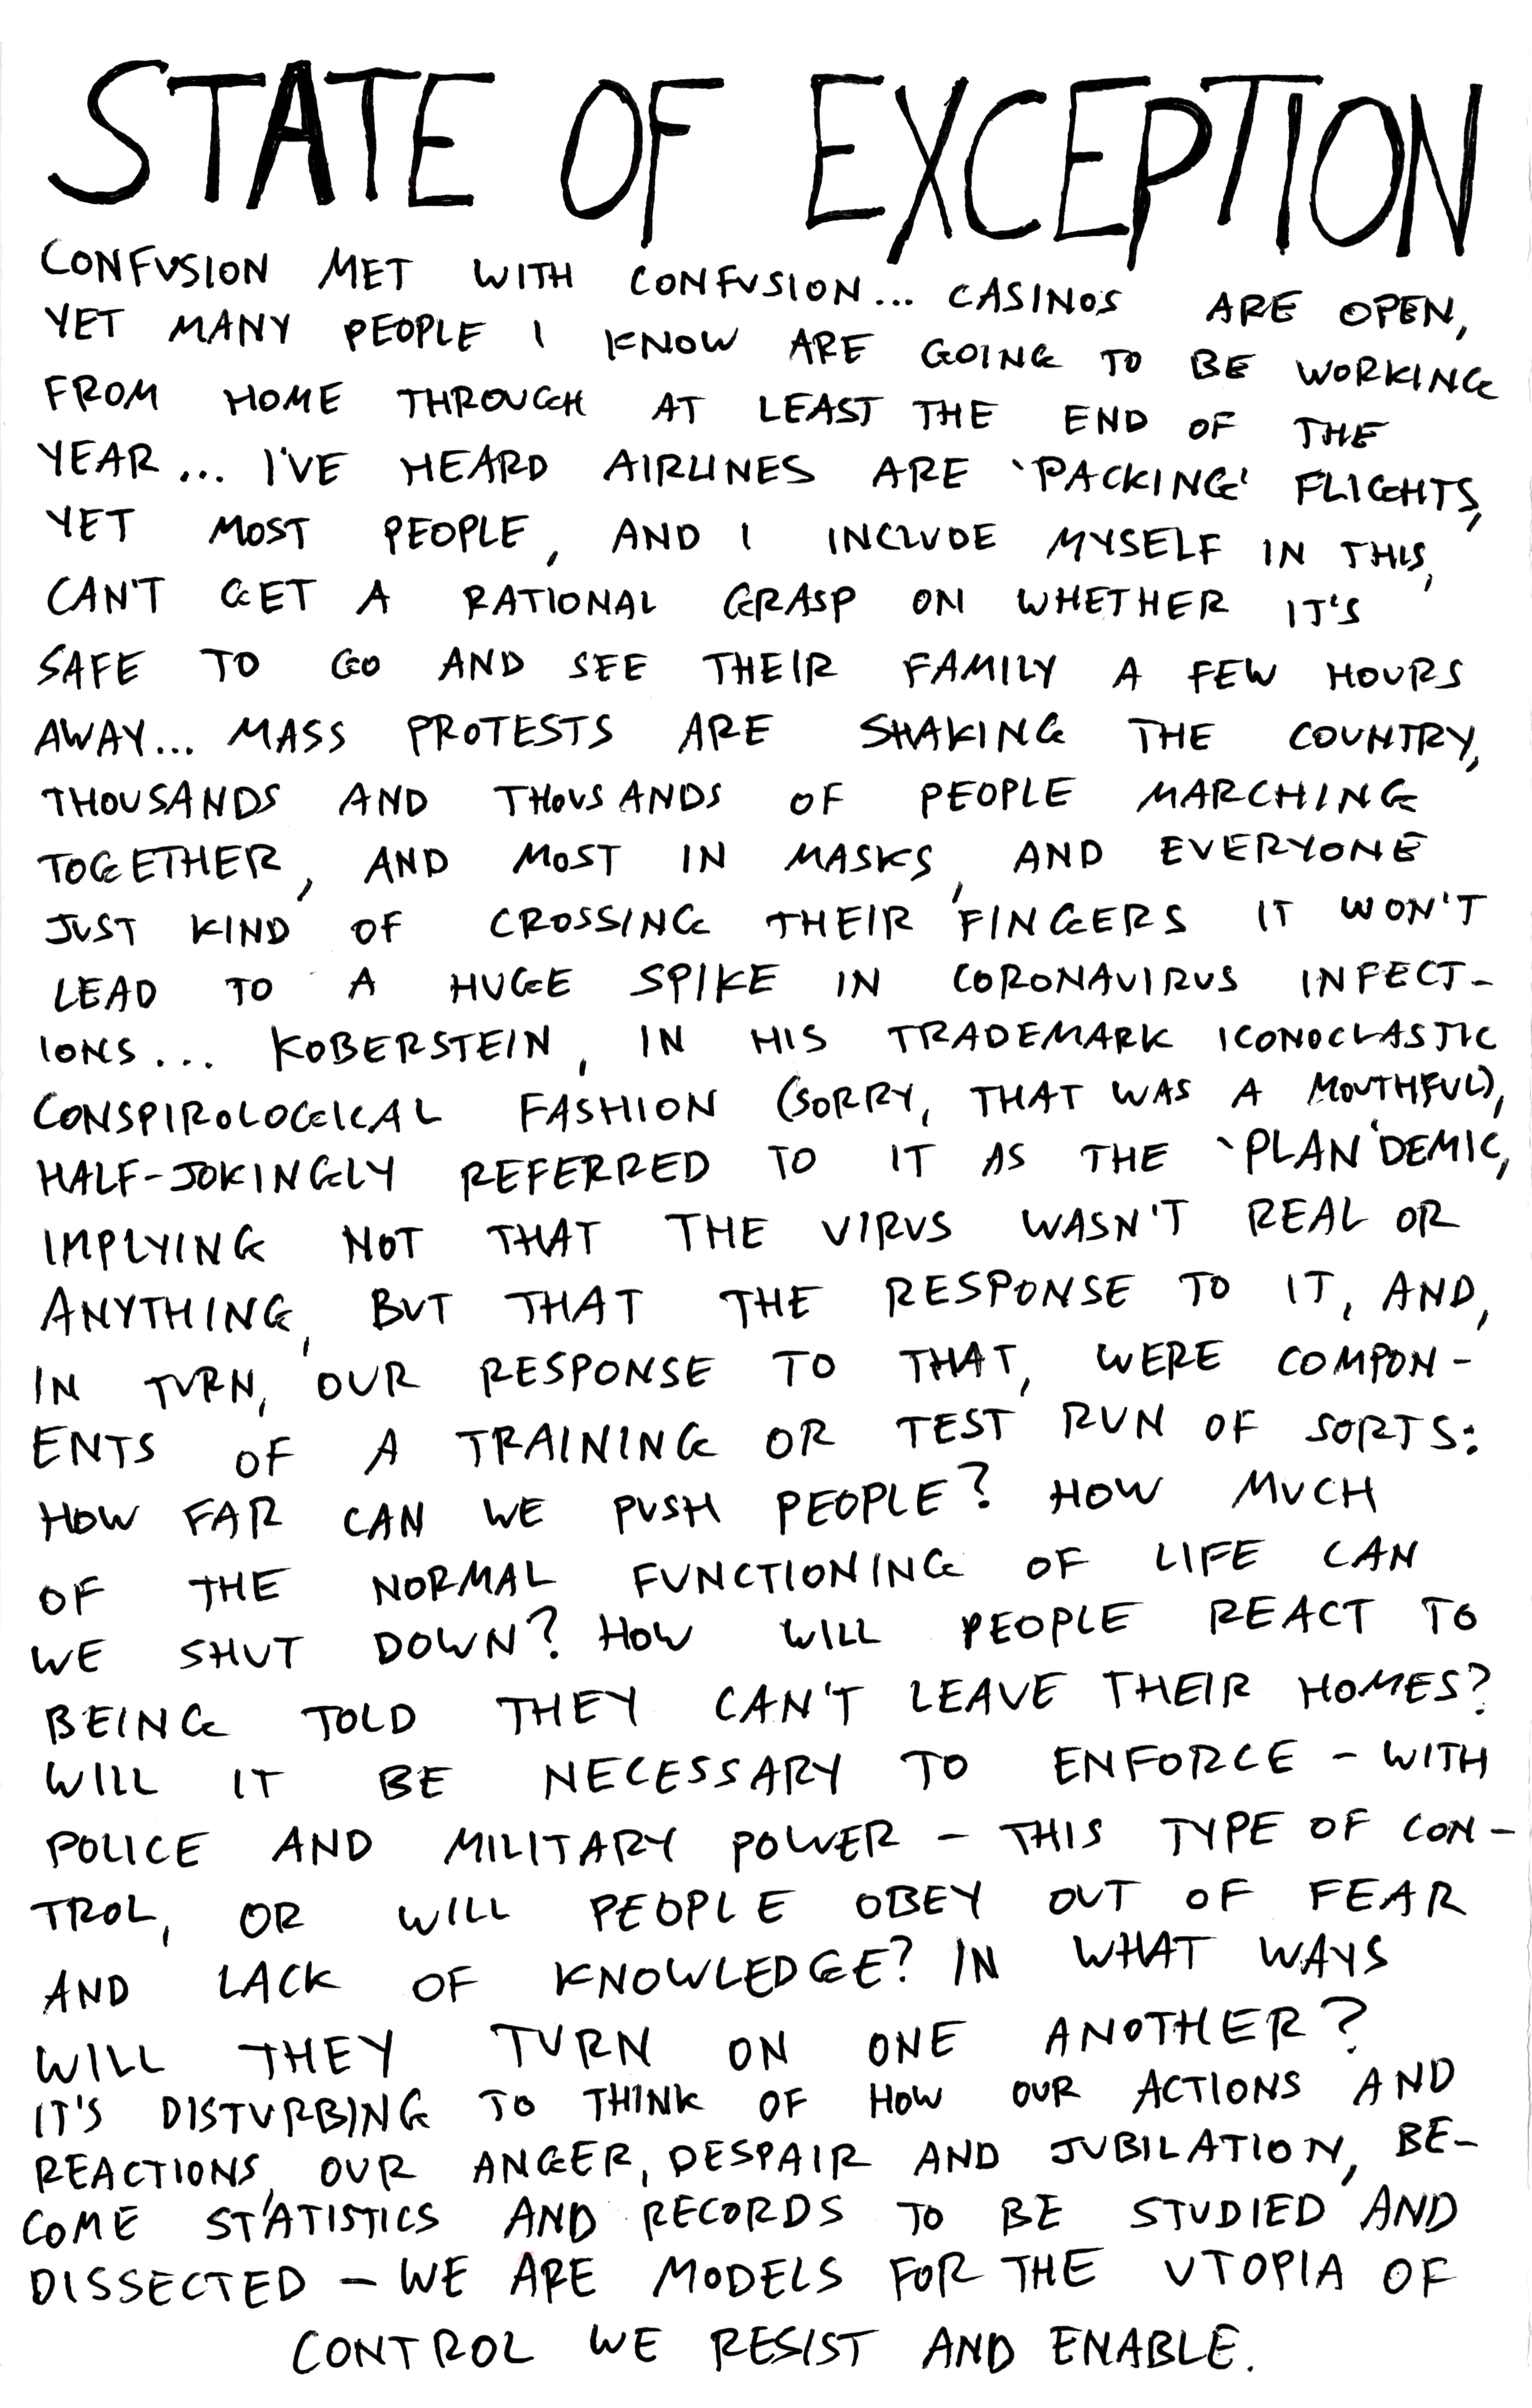 STATE OF EXCEPTION
CONFUSION MET WITH CONFUSION... CASINOS ARE OPEN,
YET MANY PEOPLE I KNOW ARE GOING TO BE WORKING
FROM HOME THROUGH AT LEAST THE END OF THE
YEAR... I'VE HEARD AIRLINES ARE 'PACKING' FLIGHTS,
YET MOST PEOPLE, AND I INCLUDE MYSELF IN THIS,
CAN'T GET A RATIONAL GRASP ON WHETHER IT'S
SAFE TO GO AND SEE THEIR FAMILY A FEW HOURS
AWAY... MASS PROTESTS ARE SHAKING THE COUNTRY,
THOUSANDS AND THOUSANDS OF PEOPLE MARCHING
TOGETHER, AND MOST IN MASKS, AND EVERYONE
JUST KIND OF CROSSING THEIR FINGERS IT WON'T
LEAD TO A HUGE SPIKE IN CORONAVIRUS INFECT-
IONS... KOBERSTEIN, IN HIS TRADEMARK ICONOCLASTIC
CONSPIROLOGICAL FASHION (SORRY, THAT WAS A MOUTHFUL),
HALF-JOKINGLY REFERRED TO IT AS THE 'PLAN'DEMIC,
IMPLYING NOT THAT THE VIRUS WASN'T REAL OR
ANYTHING, BUT THAT THE RESPONSE TO IT, AND,
IN TURN, OUR RESPONSE TO THAT, WERE COMPON-
ENTS OF A TRAINING OR TEST RUN OF SORTS:
HOW FAR CAN WE PUSH PEOPLE? HOW MUCH
OF THE NORMAL FUNCTIONING OF LIFE CAN
WE SHUT DOWN? HOW WILL PEOPLE REACT TO
BEING TOLD THEY CAN'T LEAVE THEIR HOMES?
WILL IT BE NECESSARY TO ENFORCE - WITH
POLICE AND MILITARY POWER - THIS TYPE OF CON-
TROL, OR WILL PEOPLE OBEY OUT OF FEAR
AND LACK OF KNOWLEDGE? IN WHAT WAYS
WILL THEY TURN ON ONE ANOTHER?
IT'S DISTURBING TO THINK OF HOW OUR ACTIONS AND
REACTIONS, OUR ANGER, DESPAIR AND JUBILATION, BE-
COME STATISTICS AND RECORDS TO BE STUDIED AND
DISSECTED - WE ARE MODELS FOR THE UTOPIA OF
CONTROL WE RESIST AND ENABLE.